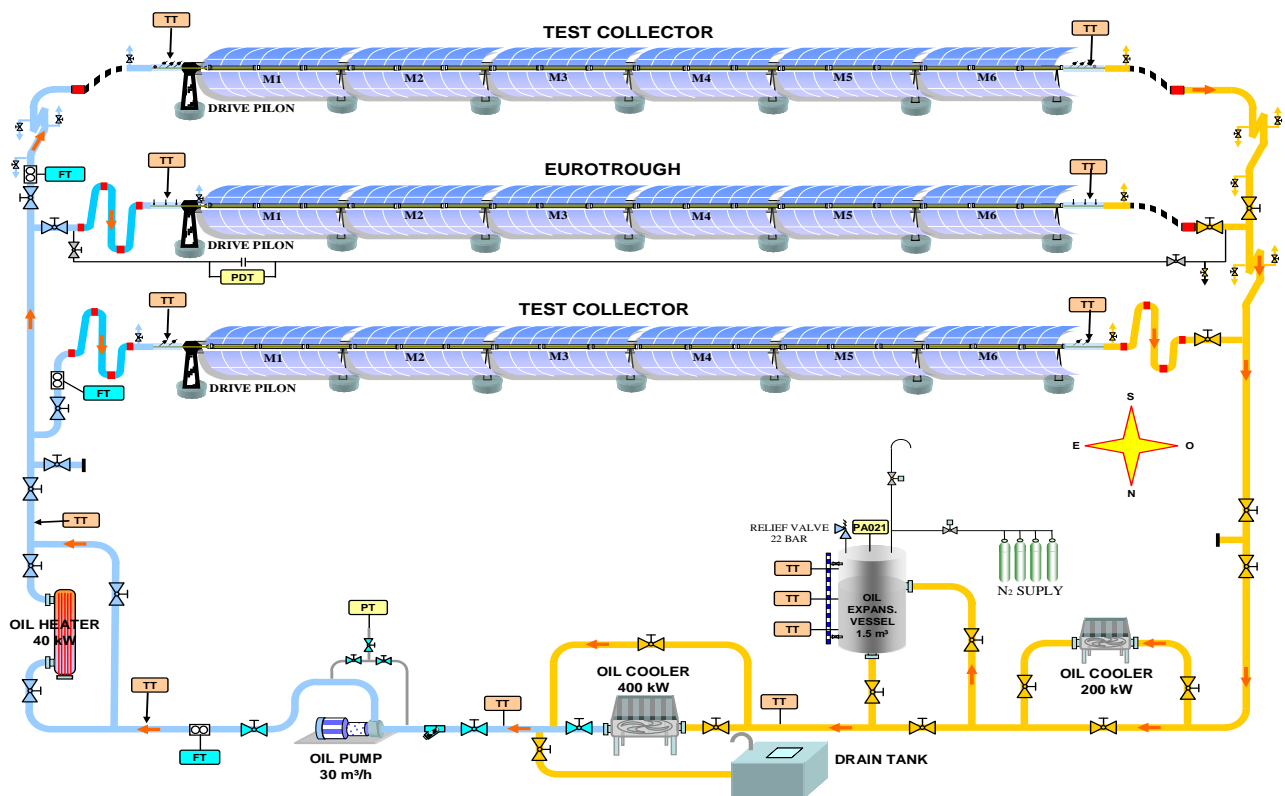 TEST COLLECTOR
TT
TT
M1 M2 M3 M4 M5 M6
DRIVE PILON
FT
EUROTROUGH
TT
TT
M1 M2 M3 M4 M5 M6
DRIVE PILON
PDT
TEST COLLECTOR
TT
TT
M1 M2 M3 M4 M5 M6
DRIVE PILON
FT
S
E
O
N
TT
RELIEF VALVE
22 BAR
PA021
N2 SUPLY
TT
TT
TT
OIL
EXPANS.
VESSEL
1.5 m³
OIL HEATER
40 kW
PT
OIL COOLER
400 kW
OIL COOLER
200 kW
TT
TT
TT
FT
OIL PUMP
30 m³/h
DRAIN TANK